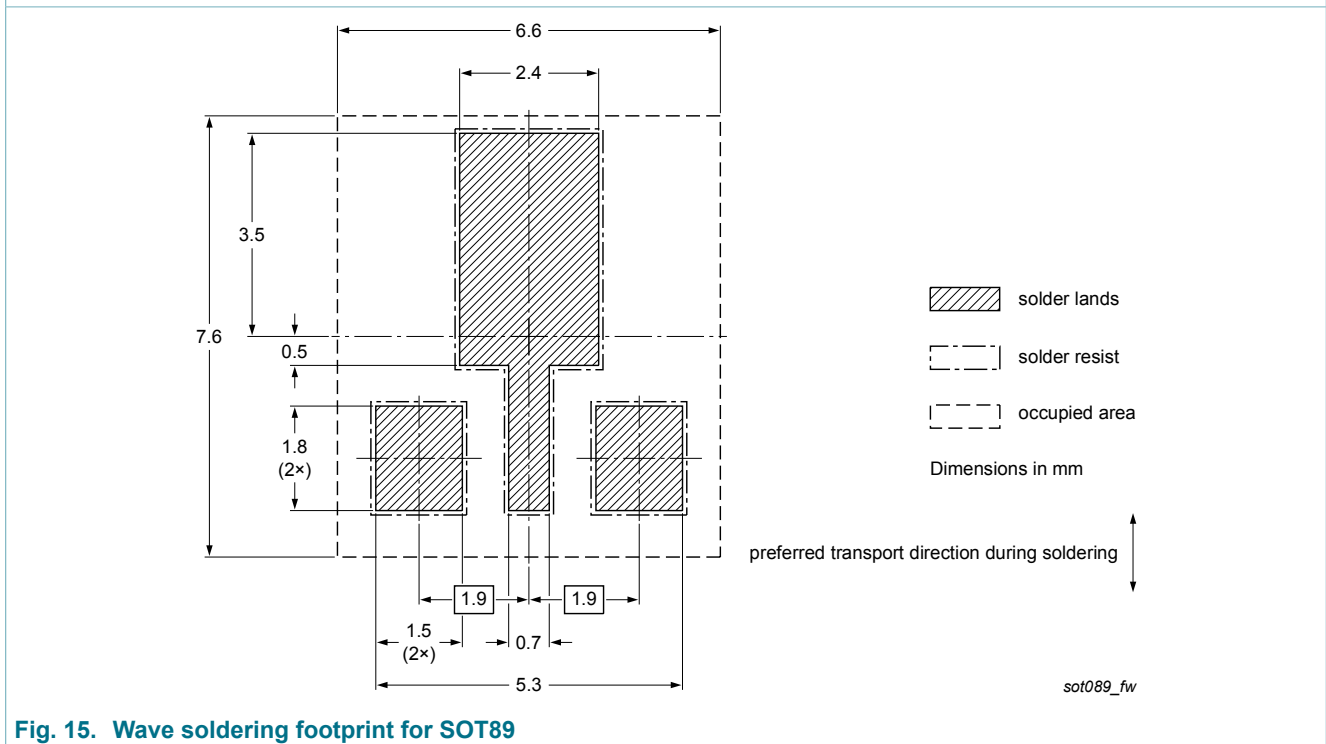 6.6
2.4
3.5
7.6
0.5
solder lands
solder resist
occupied area
1.8
(2×)
Dimensions in mm
preferred transport direction during soldering
1.9
1.9
1.5
(2×)
0.7
5.3
sot089_fw
Fig. 15. Wave soldering footprint for SOT89